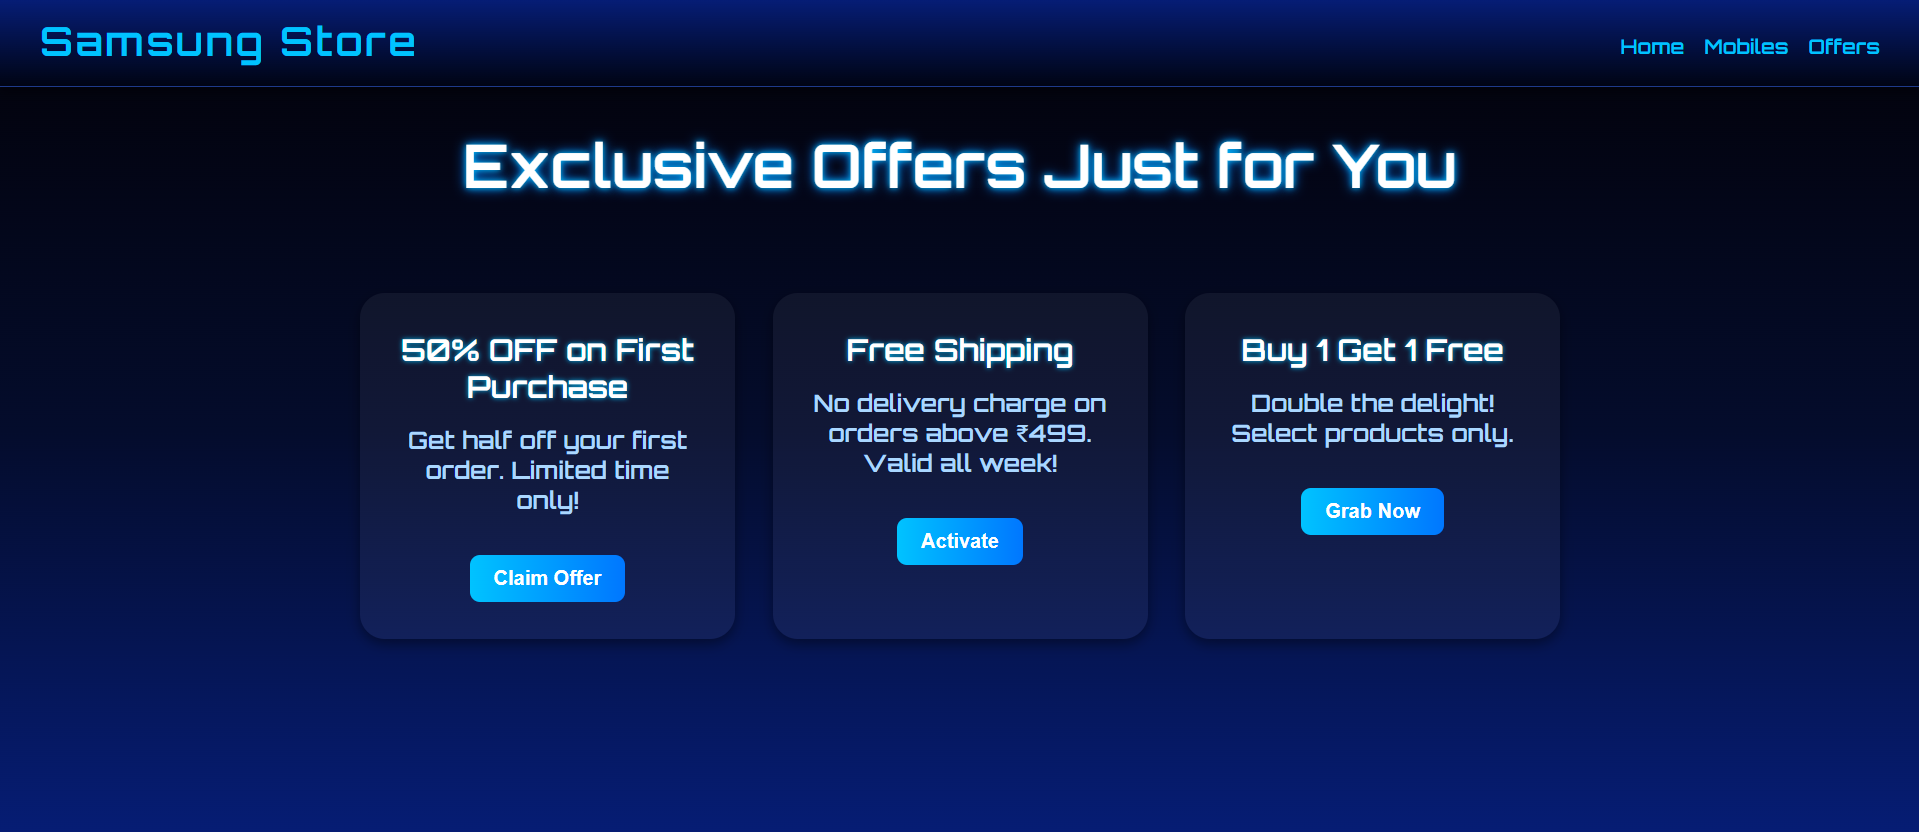 Samsung Store
Home Mobiles Offers
Exclusive Offers Just for You
50% OFF on First
Purchase
Get half off your first
order. Limited time
only!
Claim Offer
Free Shipping
No delivery charge on
orders above ₹499.
Valid all week!
Activate
Buy 1 Get 1 Free
Double the delight!
Select products only.
Grab Now